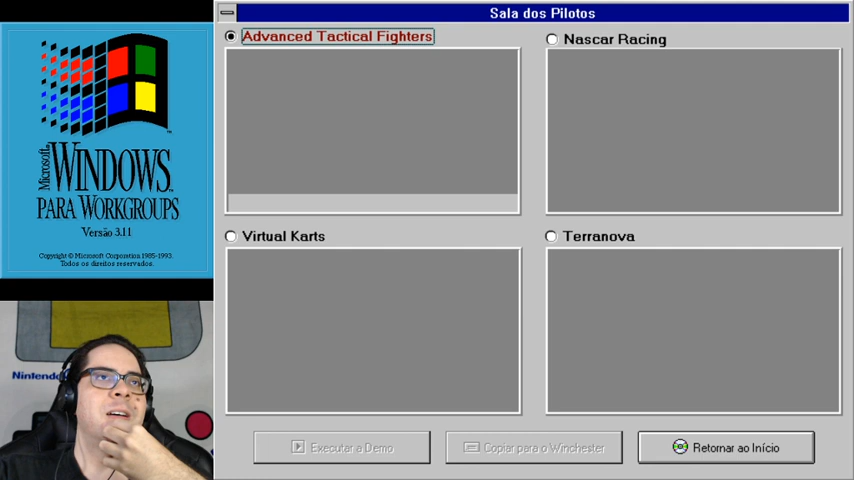 Microsoft
WINDOWS
PARA WORKGROUPS
Versão 3.11
Copyright © Microsoft Corporation 1985-1993.
Todos os direitos reservados.
Nintendo
Sala dos Pilotos
Advanced Tactical Fighters
Nascar Racing
Virtual Karts
Terranova
Executar a Demo
Copiar para o Winchester
Retornar ao Início